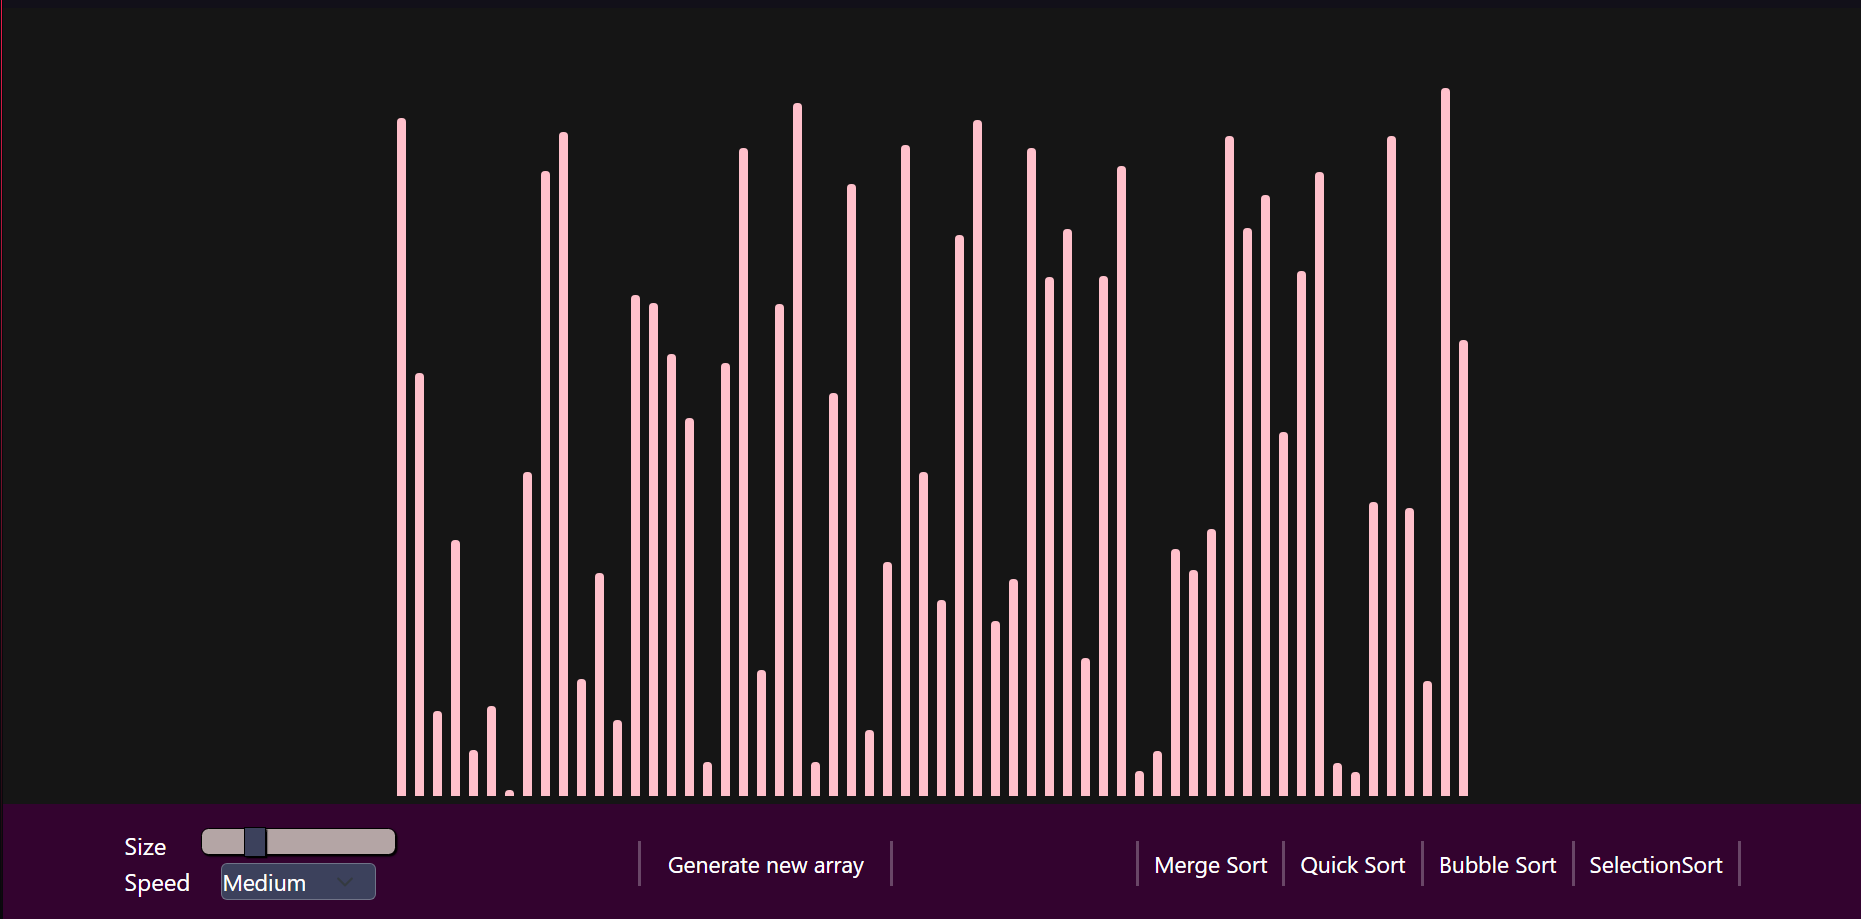 Size
Speed
Medium
Generate new array
Merge Sort
Quick Sort
Bubble Sort
SelectionSort